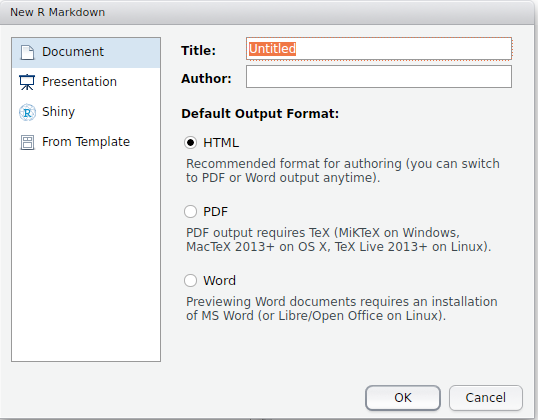 New R Markdown
Document
Presentation
Shiny
From Template
Title:
Untitled
Author:
Default Output Format:
HTML
Recommended format for authoring (you can switch
to PDF or Word output anytime).
PDF
PDF output requires TeX (MiKTeX on Windows,
MacTeX 2013+ on OS X, TeX Live 2013+ on Linux).
Word
Previewing Word documents requires an installation
of MS Word (or Libre/Open Office on Linux).
OK
Cancel